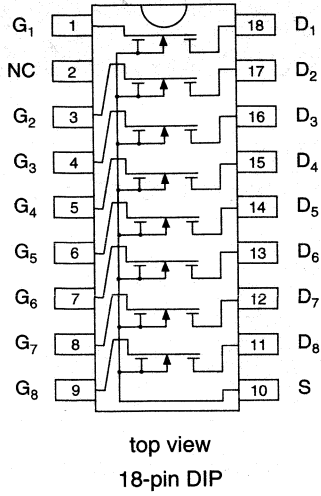 G1 1 18 D1
NC 2 17 D2
G2 3 16 D3
G3 4 15 D4
G4 5 14 D5
G5 6 13 D6
G6 7 12 D7
G7 8 11 D8
G8 9 10 S
top view
18-pin DIP